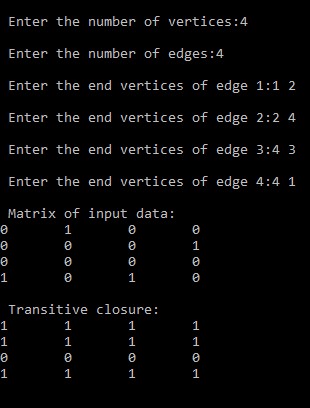 Enter the number of vertices:4
Enter the number of edges:4
Enter the end vertices of edge 1:1 2
Enter the end vertices of edge 2:2 4
Enter the end vertices of edge 3:4 3
Enter the end vertices of edge 4:4 1
Matrix of input data:
0 1 0 0
0 0 0 1
0 0 0 0
1 0 1 0
Transitive closure:
1 1 1 1
1 1 1 1
0 0 0 0
1 1 1 1